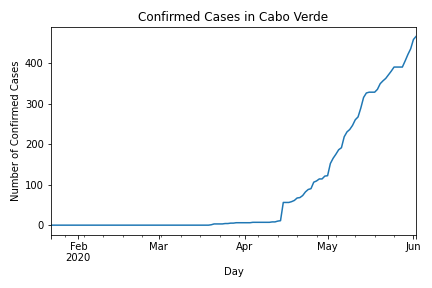 Confirmed Cases in Cabo Verde
Number of Confirmed Cases
400
300
200
100
0
Feb Mar Apr May Jun
2020
Day